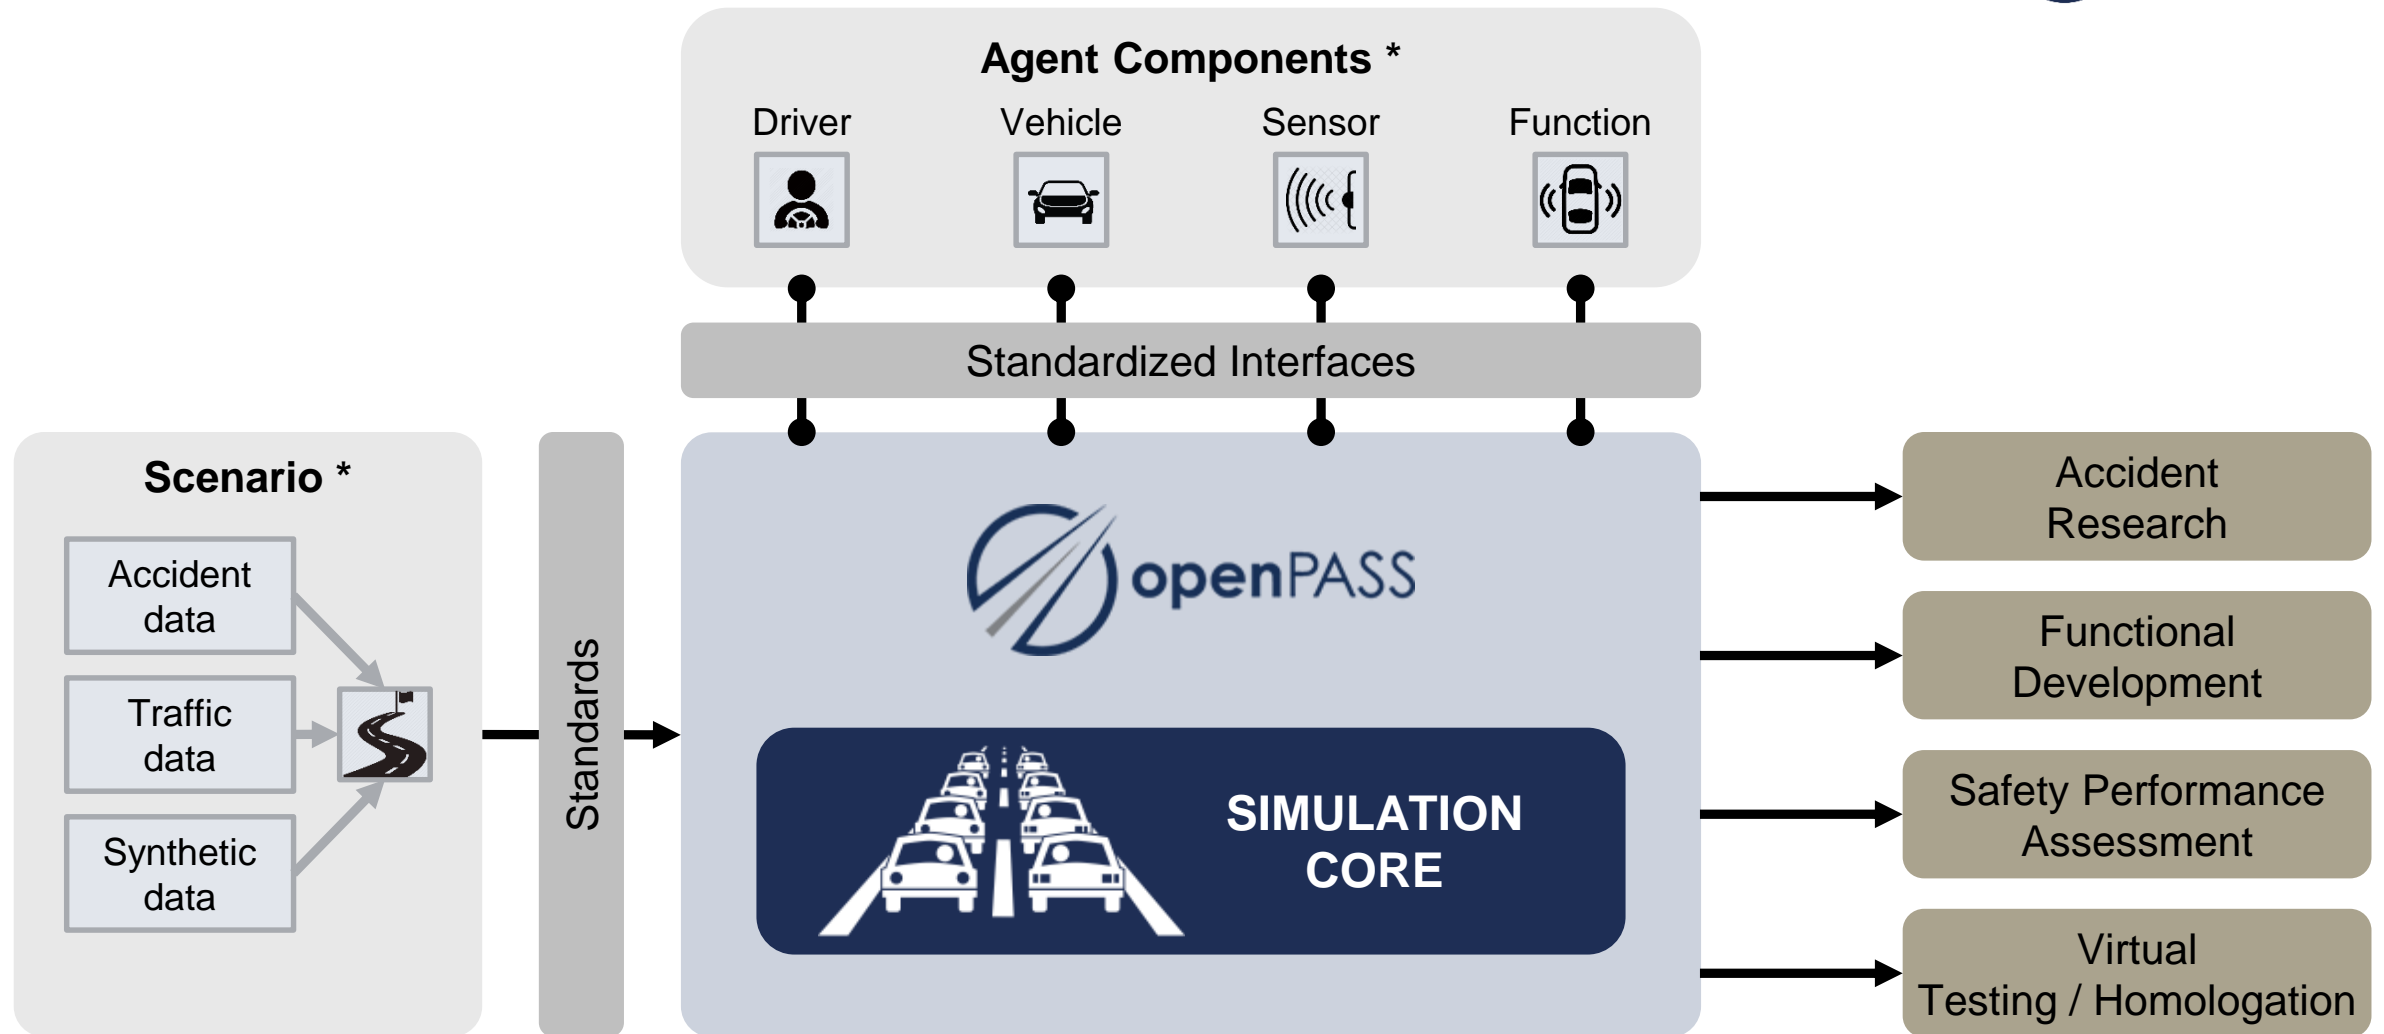 Agent Components *
Driver
Vehicle
Sensor
Function
Standardized Interfaces
Scenario *
Accident
data
Traffic
data
Synthetic
data
Standards
openPASS
SIMULATION
CORE
Accident
Research
Functional
Development
Safety Performance
Assessment
Virtual
Testing / Homologation